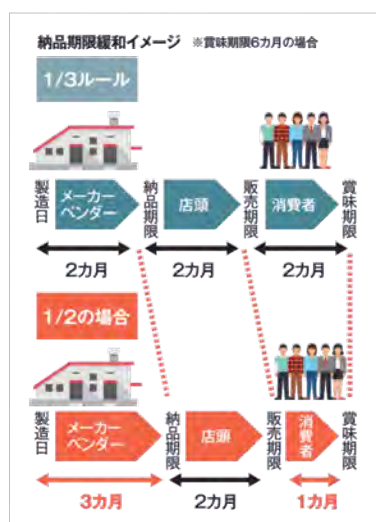 納品期限緩和イメージ ※賞味期限6カ月の場合
1/3ルール
製造日
メーカー
ベンダー
納品期限
店頭
販売期限
消費者
賞味期限
2カ月
2カ月
2カ月
1/2の場合
製造日
メーカー
ベンダー
納品期限
店頭
販売期限
消費者
賞味期限
3カ月
2カ月
1カ月